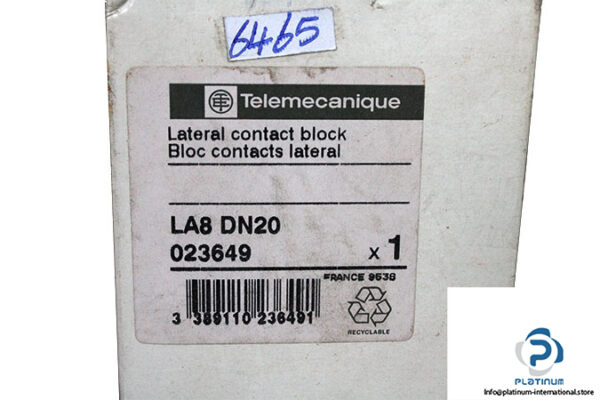 6465
Telemecanique
Lateral contact block
Bloc contacts lateral
LA8 DN20
023649
x 1
FRANCE 9638
3 389110 236491
RECYCLABLE
PLATINUM
Info@platinum-international.store